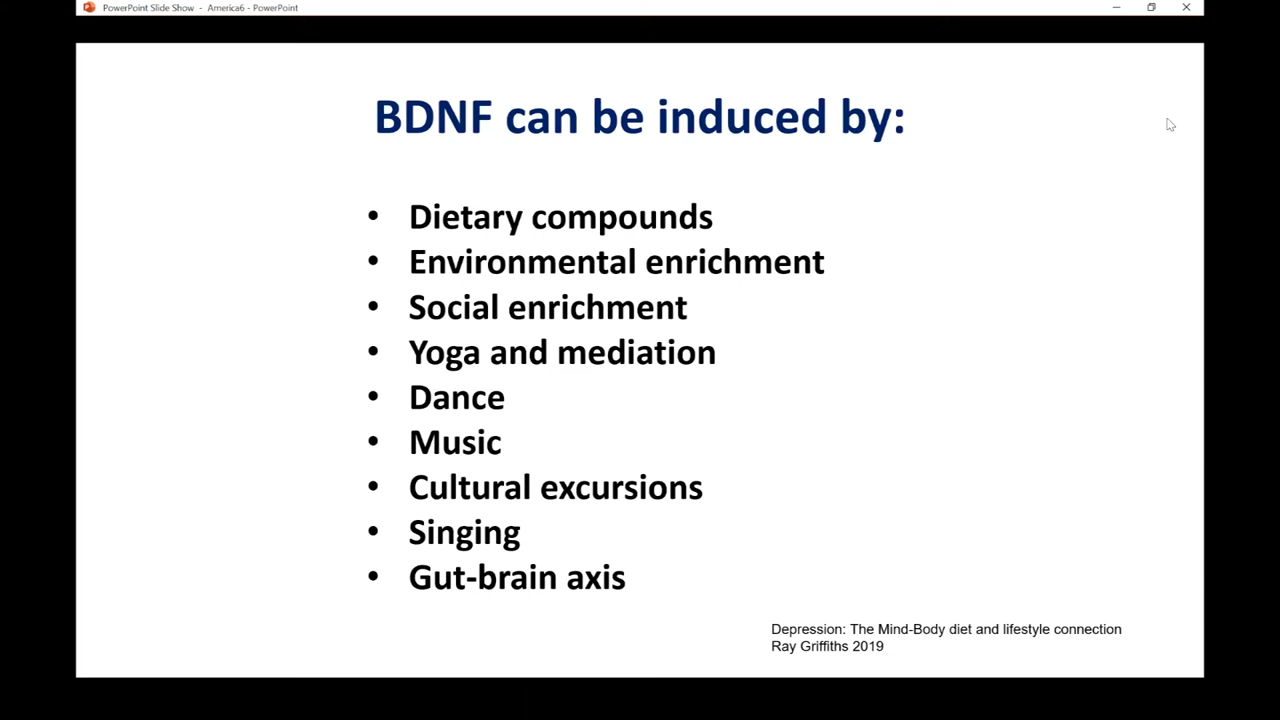 PowerPoint Slide Show - America6 - PowerPoint
BDNF can be induced by:
• Dietary compounds
• Environmental enrichment
• Social enrichment
• Yoga and mediation
• Dance
• Music
• Cultural excursions
• Singing
• Gut-brain axis
Depression: The Mind-Body diet and lifestyle connection
Ray Griffiths 2019